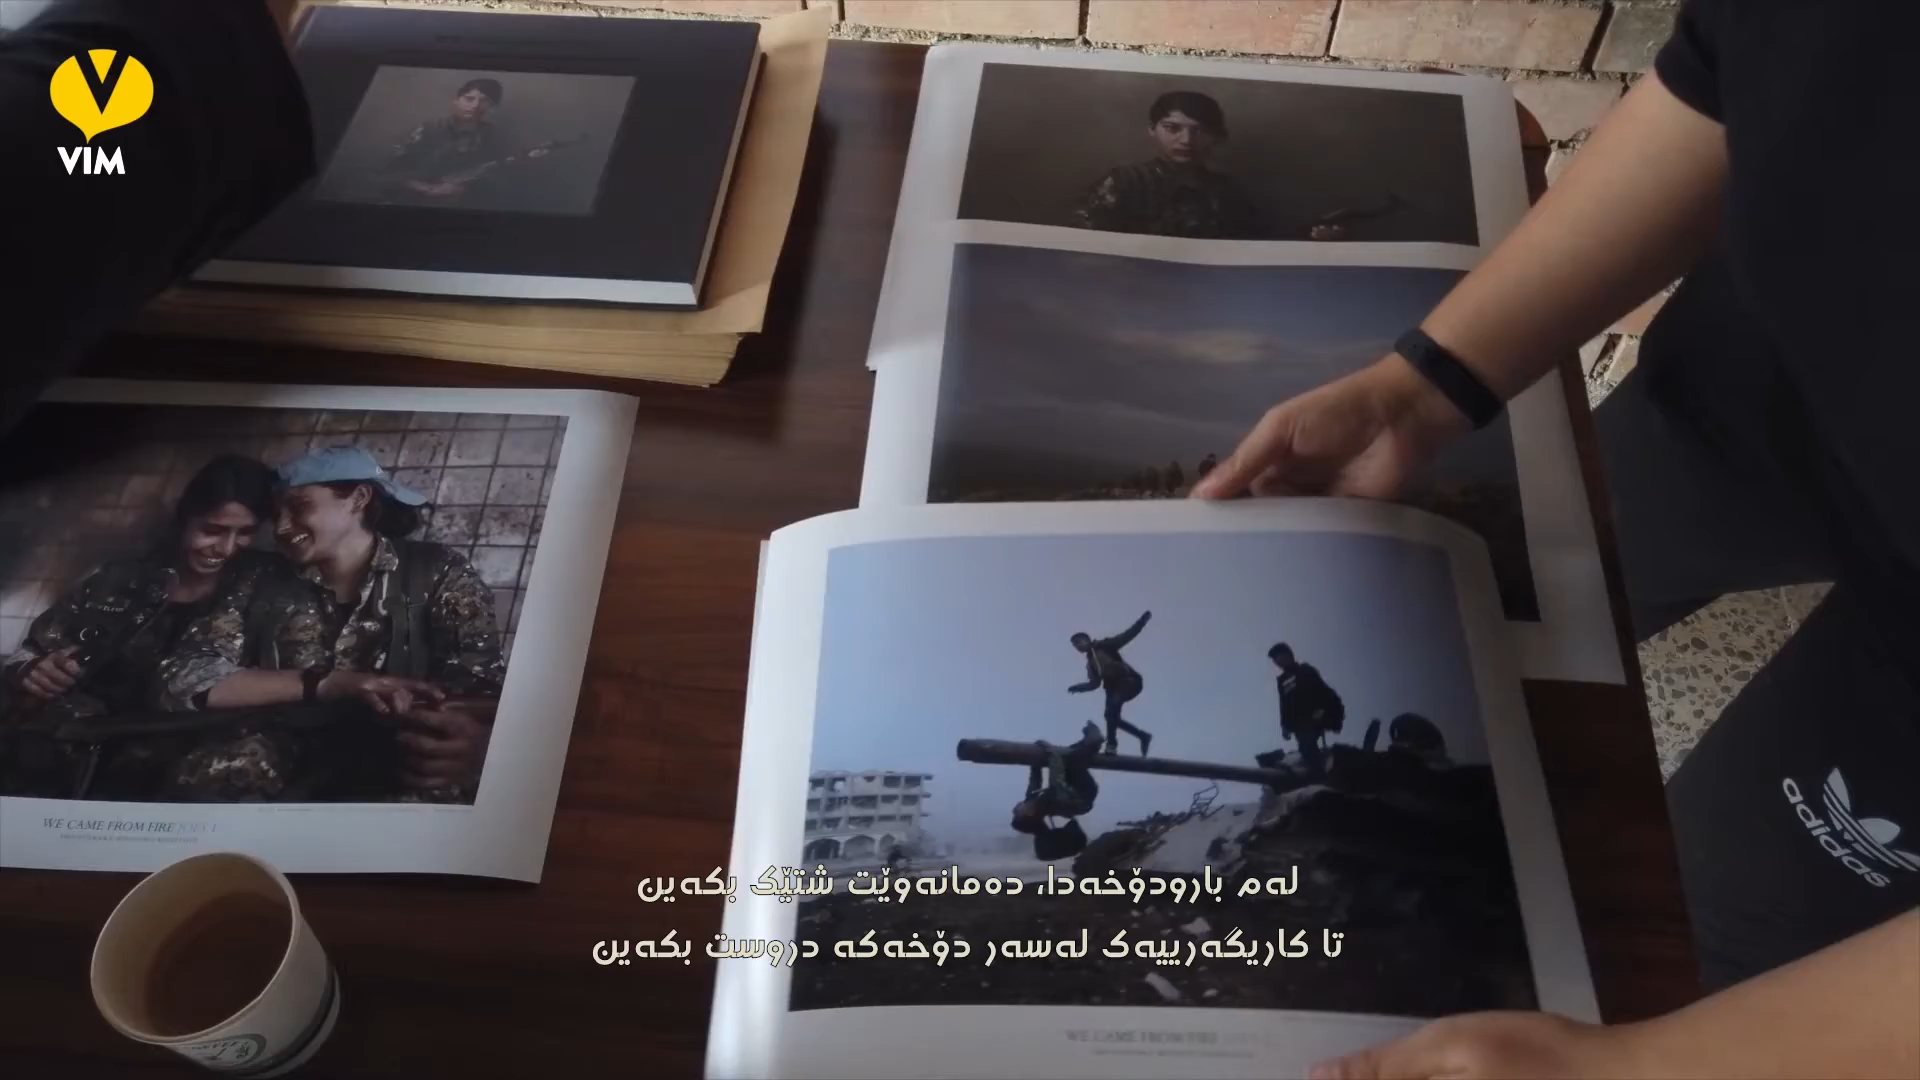 VIM
WE CAME FROM FIRE JOEY L
WE CAME FROM FIRE
adidas
لەم بارودۆخەدا، دەمانەوێت شتێک بکەین
تا کاریگەرییەک لەسەر دۆخەکە دروست بکەین